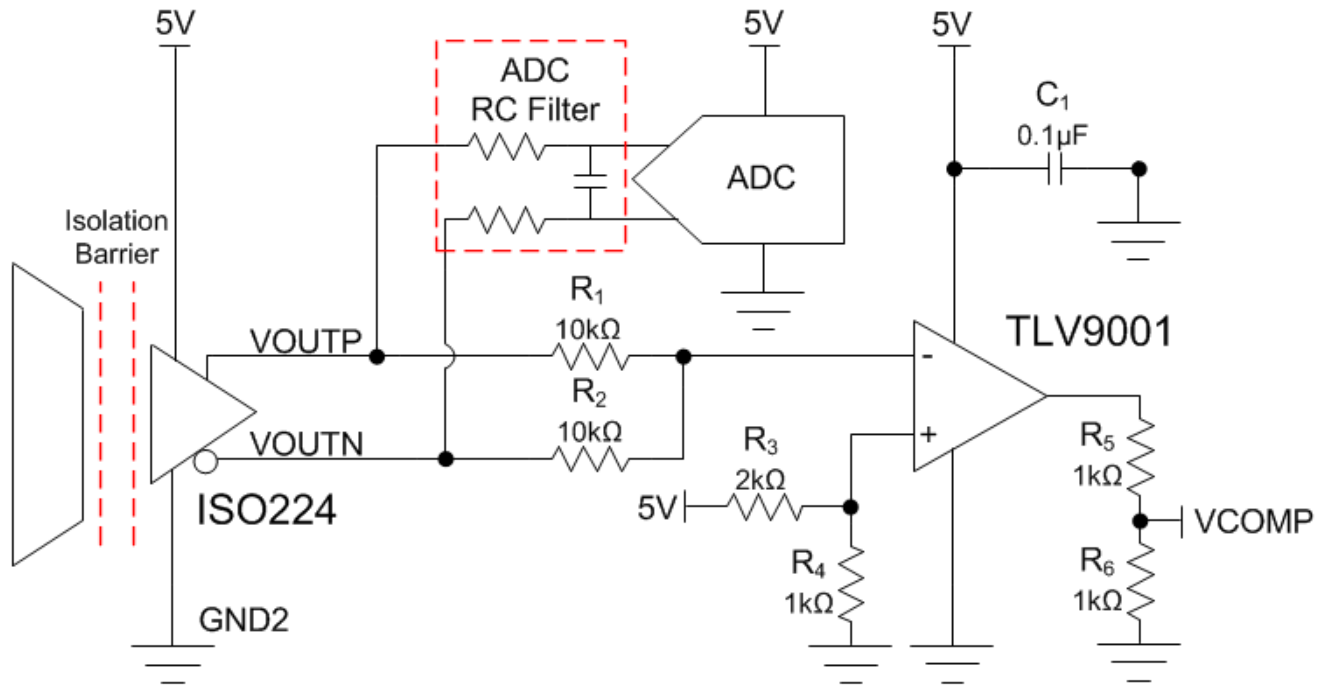 5V
ADC
RC Filter
5V
5V
C₁
0.1µF
ADC
Isolation
Barrier
R₁
10kΩ
VOUTP
TLV9001
-
R₂
10kΩ
VOUTN
+
R₃
2kΩ
5V
R₅
1kΩ
ISO224
VCOMP
R₄
1kΩ
R₆
1kΩ
GND2